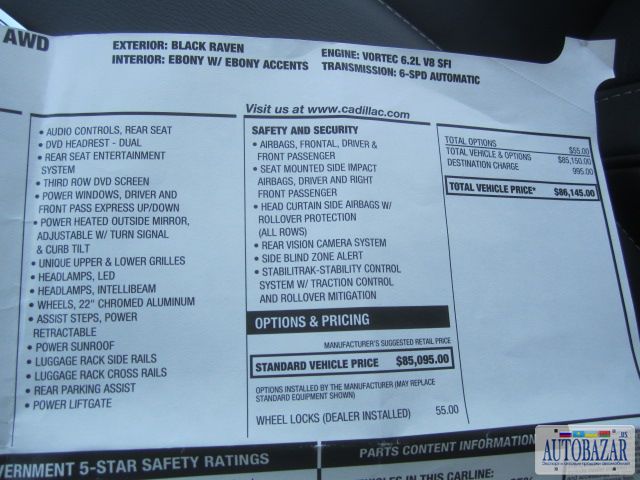 AWD
EXTERIOR: BLACK RAVEN
INTERIOR: EBONY W/ EBONY ACCENTS
ENGINE: VORTEC 6.2L V8 SFI
TRANSMISSION: 6-SPD AUTOMATIC
Visit us at www.cadillac.com
• AUDIO CONTROLS, REAR SEAT
• DVD HEADREST - DUAL
• REAR SEAT ENTERTAINMENT
SYSTEM
• THIRD ROW DVD SCREEN
• POWER WINDOWS, DRIVER AND
FRONT PASS EXPRESS UP/DOWN
• POWER HEATED OUTSIDE MIRROR,
ADJUSTABLE W/ TURN SIGNAL
& CURB TILT
• UNIQUE UPPER & LOWER GRILLES
• HEADLAMPS, LED
• HEADLAMPS, INTELLIBEAM
• WHEELS, 22" CHROMED ALUMINUM
• ASSIST STEPS, POWER
RETRACTABLE
• POWER SUNROOF
• LUGGAGE RACK SIDE RAILS
• LUGGAGE RACK CROSS RAILS
• REAR PARKING ASSIST
• POWER LIFTGATE
SAFETY AND SECURITY
• AIRBAGS, FRONTAL, DRIVER &
FRONT PASSENGER
• SEAT MOUNTED SIDE IMPACT
AIRBAGS, DRIVER AND RIGHT
FRONT PASSENGER
• HEAD CURTAIN SIDE AIRBAGS W/
ROLLOVER PROTECTION
(ALL ROWS)
• REAR VISION CAMERA SYSTEM
• SIDE BLIND ZONE ALERT
• STABILITRAK-STABILITY CONTROL
SYSTEM W/ TRACTION CONTROL
AND ROLLOVER MITIGATION
OPTIONS & PRICING
MANUFACTURER'S SUGGESTED RETAIL PRICE
STANDARD VEHICLE PRICE $85,095.00
OPTIONS INSTALLED BY THE MANUFACTURER (MAY REPLACE
STANDARD EQUIPMENT SHOWN)
WHEEL LOCKS (DEALER INSTALLED) 55.00
TOTAL OPTIONS $55.00
TOTAL VEHICLE & OPTIONS $85,150.00
DESTINATION CHARGE 995.00
TOTAL VEHICLE PRICE* $86,145.00
VERNMENT 5-STAR SAFETY RATINGS
PARTS CONTENT INFORMATION
VEHICLES IN THIS CARLINE:
AUTOBAZAR.us